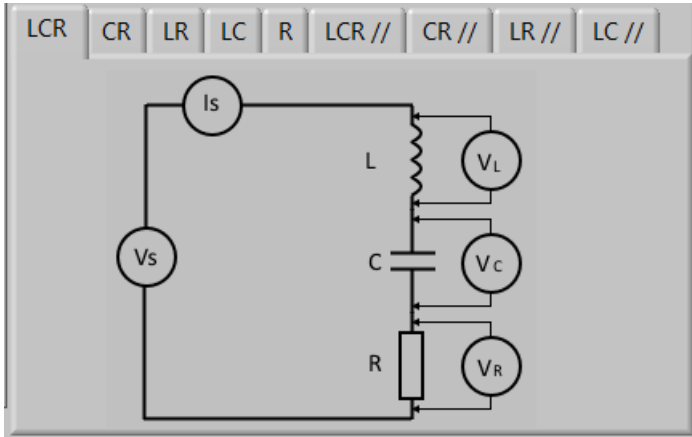 LCR CR LR LC R LCR // CR // LR // LC //
Is
L VL
Vs C Vc
R VR